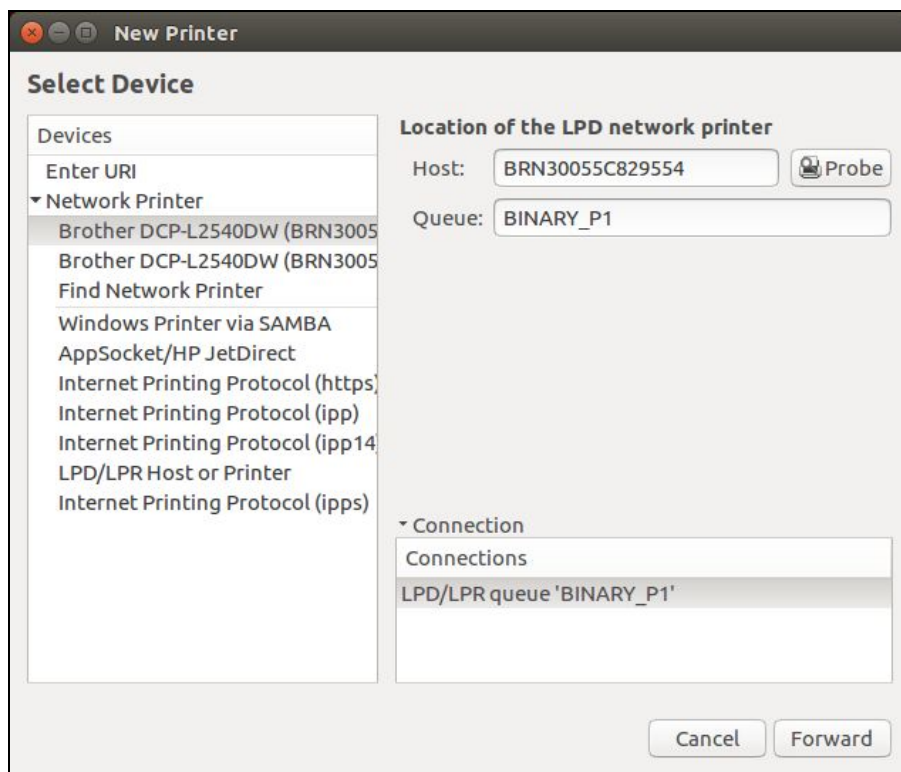 New Printer
Select Device
Devices
Enter URI
Network Printer
Brother DCP-L2540DW (BRN3005
Brother DCP-L2540DW (BRN3005
Find Network Printer
Windows Printer via SAMBA
AppSocket/HP JetDirect
Internet Printing Protocol (https)
Internet Printing Protocol (ipp)
Internet Printing Protocol (ipp14
LPD/LPR Host or Printer
Internet Printing Protocol (ipps)
Location of the LPD network printer
Host: BRN30055C829554 Probe
Queue: BINARY_P1
Connection
Connections
LPD/LPR queue 'BINARY_P1'
Cancel Forward